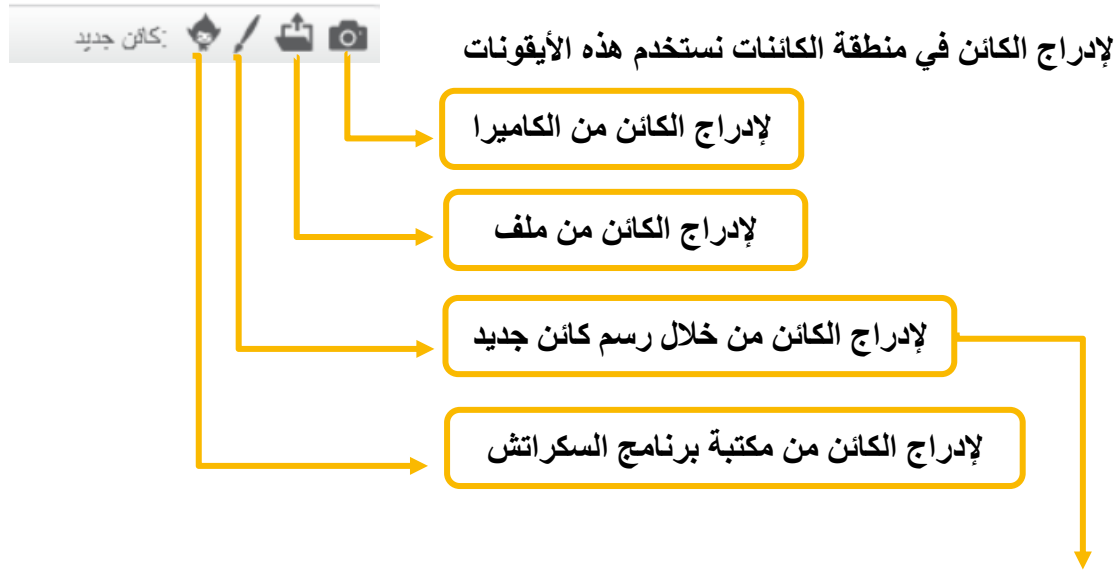 كائن جديد:
لإدراج الكائن في منطقة الكائنات نستخدم هذه الأيقونات
لإدراج الكائن من الكاميرا
لإدراج الكائن من ملف
لإدراج الكائن من خلال رسم كائن جديد
لإدراج الكائن من مكتبة برنامج السكراتش